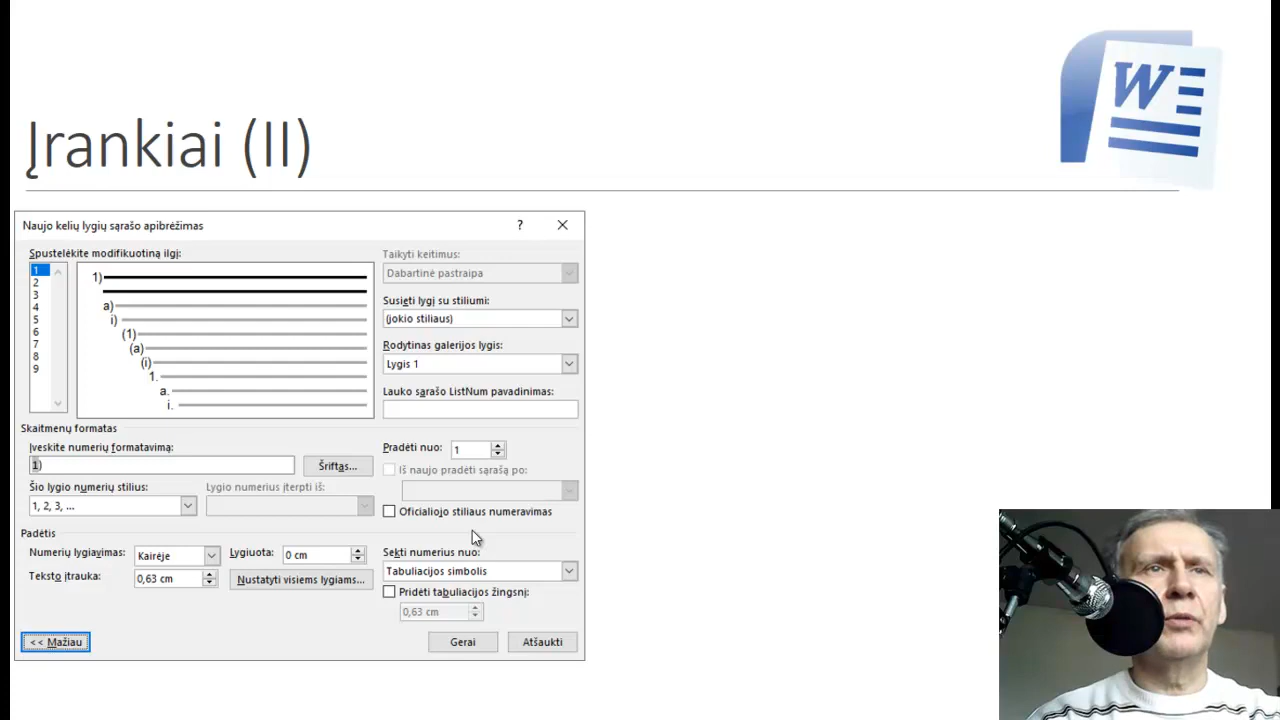 Įrankiai (II)
W
Naujo kelių lygių sąrašo apibrėžimas ?
Spustelėkite modifikuotiną ilgį:
1
2
3
4
5
6
7
8
9
1)
a)
i)
(1)
(a)
(i)
1.
a.
i.
Taikyti keitimus:
Dabartinė pastraipa
Susieti lygį su stiliumi:
(jokio stiliaus)
Rodytinas galerijos lygis:
Lygis 1
Lauko sąrašo ListNum pavadinimas:
Skaitmenų formatas
Įveskite numerių formatavimą:
1)
Šriftas...
Šio lygio numerių stilius:
1, 2, 3, ...
Lygio numerius įterpti iš:
Pradėti nuo: 1
Iš naujo pradėti sąrašą po:
Oficialiojo stiliaus numeravimas
Padėtis
Numerių lygiavimas: Kairėje
Lygiuota: 0 cm
Teksto įtrauka: 0,63 cm
Nustatyti visiems lygiams...
Sekti numerius nuo:
Tabuliacijos simbolis
Pridėti tabuliacijos žingsnį:
0,63 cm
<< Mažiau
Gerai
Atšaukti